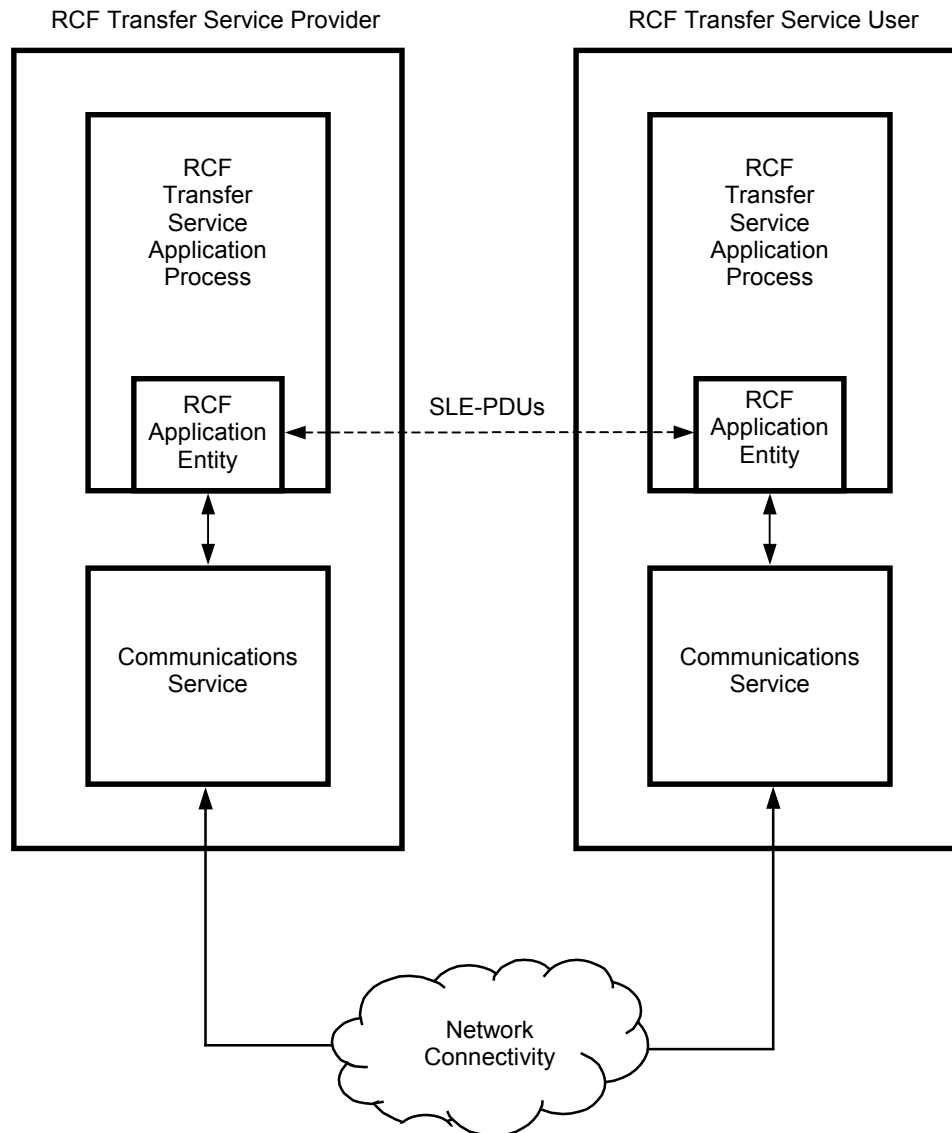 RCF Transfer Service Provider
RCF Transfer Service User
RCF
Transfer
Service
Application
Process
RCF
Transfer
Service
Application
Process
RCF
Application
Entity
SLE-PDUs
RCF
Application
Entity
Communications
Service
Communications
Service
Network
Connectivity